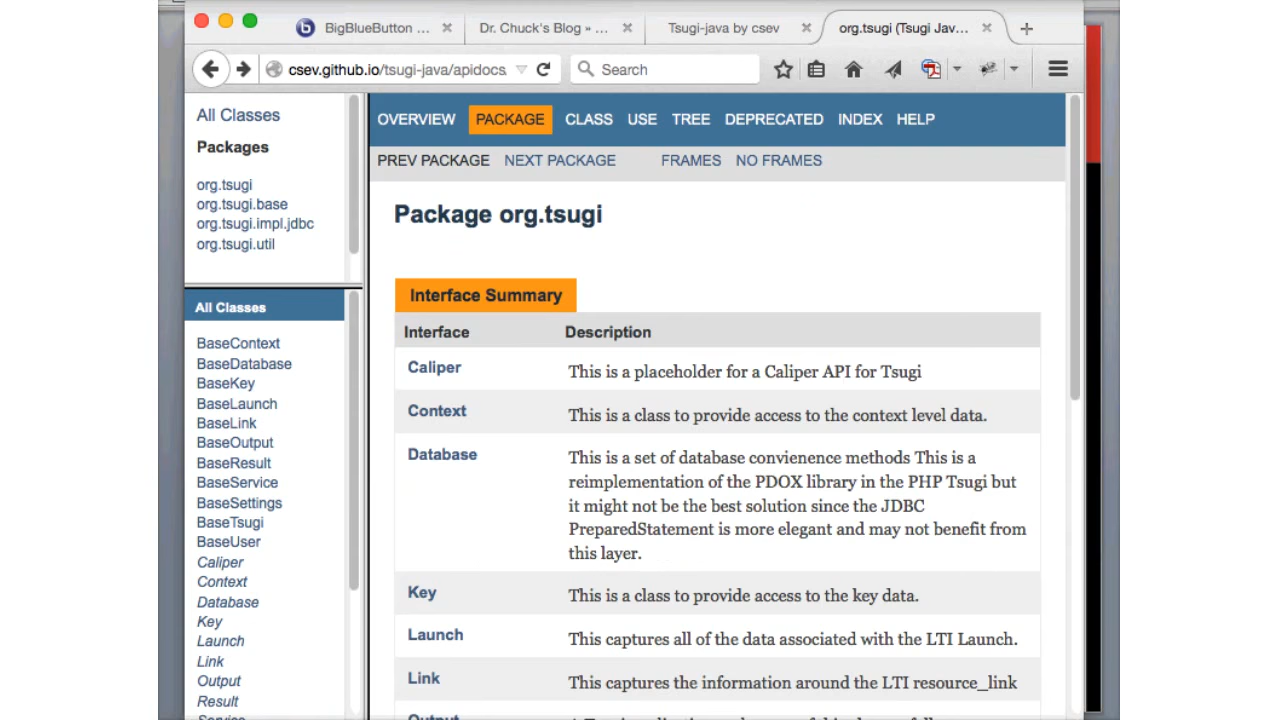 BigBlueButton ...
Dr. Chuck's Blog » ...
Tsugi-java by csev
org.tsugi (Tsugi Jav...
csev.github.io/tsugi-java/apidocs
Search
All Classes
Packages
org.tsugi
org.tsugi.base
org.tsugi.impl.jdbc
org.tsugi.util
All Classes
BaseContext
BaseDatabase
BaseKey
BaseLaunch
BaseLink
BaseOutput
BaseResult
BaseService
BaseSettings
BaseTsugi
BaseUser
Caliper
Context
Database
Key
Launch
Link
Output
Result
OVERVIEW PACKAGE CLASS USE TREE DEPRECATED INDEX HELP
PREV PACKAGE NEXT PACKAGE FRAMES NO FRAMES
Package org.tsugi
Interface Summary
Interface Description
Caliper This is a placeholder for a Caliper API for Tsugi
Context This is a class to provide access to the context level data.
Database This is a set of database convienence methods This is a
reimplementation of the PDOX library in the PHP Tsugi but
it might not be the best solution since the JDBC
PreparedStatement is more elegant and may not benefit from
this layer.
Key This is a class to provide access to the key data.
Launch This captures all of the data associated with the LTI Launch.
Link This captures the information around the LTI resource_link
Output